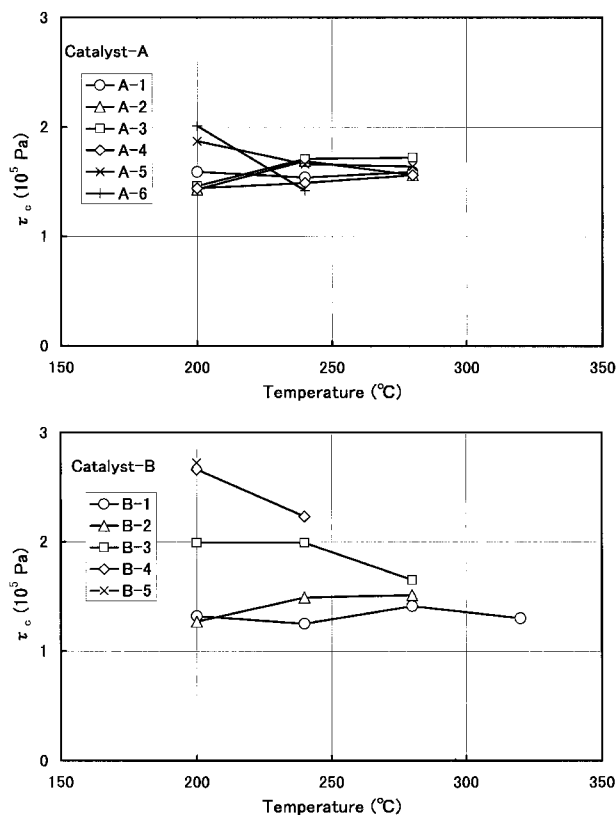 3
Catalyst-A
A-1
A-2
A-3
A-4
A-5
A-6
2
τc (10⁵ Pa)
1
0
150 200 250 300 350
Temperature (℃)
3
Catalyst-B
B-1
B-2
B-3
B-4
B-5
2
τc (10⁵ Pa)
1
0
150 200 250 300 350
Temperature (℃)